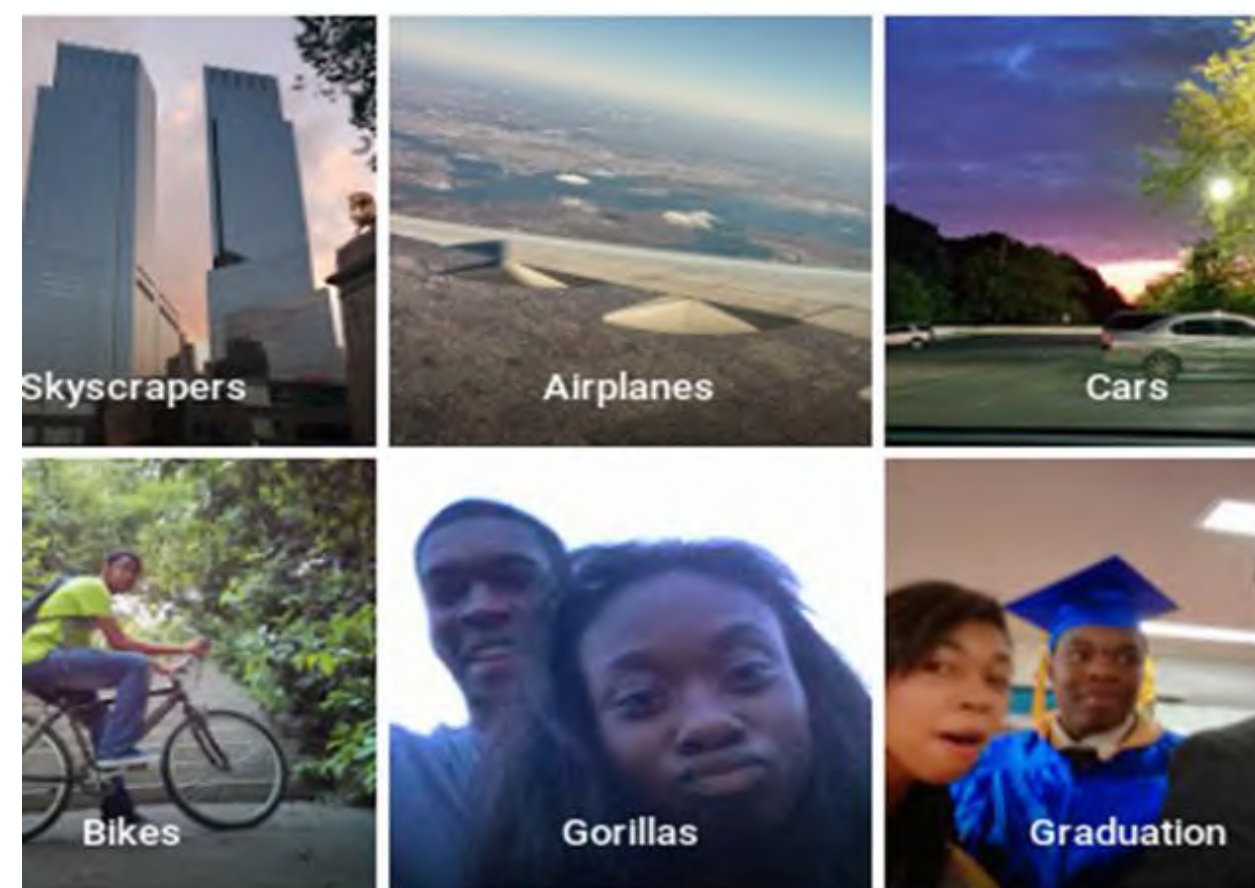 Skyscrapers
Airplanes
Cars
Bikes
Gorillas
Graduation